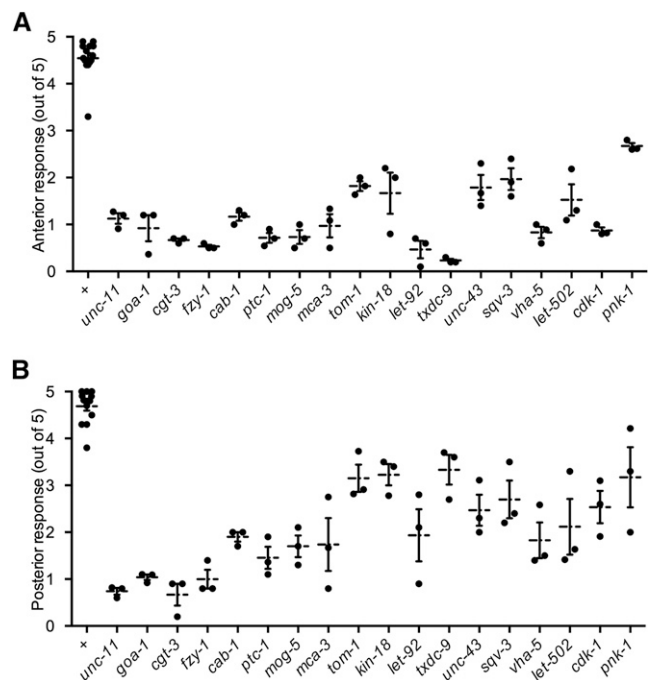 A
Anterior response (out of 5)
5
4
3
2
1
0
+ unc-11 goa-1 cgt-3 fzy-1 cab-1 ptc-1 mog-5 mca-3 tom-1 kin-18 let-92 txdc-9 unc-43 sqv-3 vha-5 let-502 cdk-1 pnk-1
B
Posterior response (out of 5)
5
4
3
2
1
0
+ unc-11 goa-1 cgt-3 fzy-1 cab-1 ptc-1 mog-5 mca-3 tom-1 kin-18 let-92 txdc-9 unc-43 sqv-3 vha-5 let-502 cdk-1 pnk-1